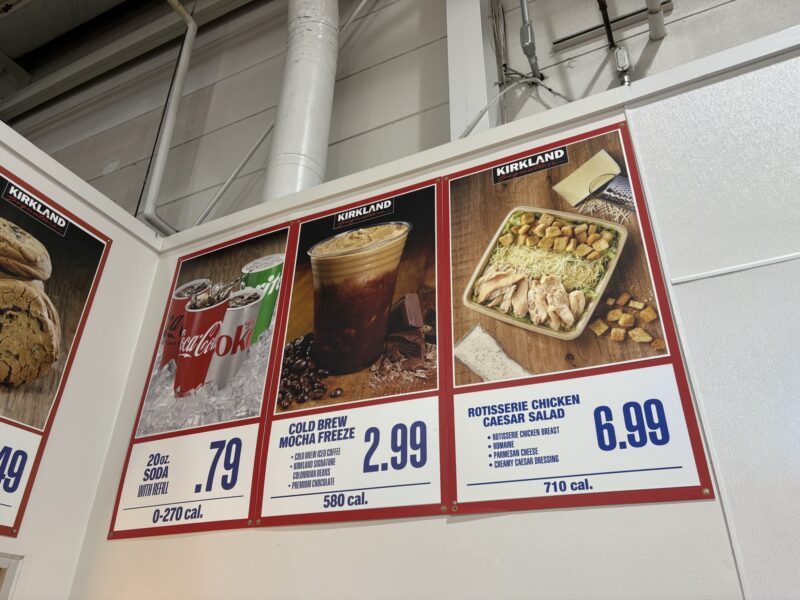 KIRKLAND
49
Coca-Cola
Coke
20oz.
SODA
WITH REFILL
.79
0-270 cal.
KIRKLAND
COLD BREW
MOCHA FREEZE
• COLD BREW ICED COFFEE
• KIRKLAND SIGNATURE
COLOMBIAN BEANS
• PREMIUM CHOCOLATE
2.99
580 cal.
KIRKLAND
ROTISSERIE CHICKEN
CAESAR SALAD
• ROTISSERIE CHICKEN BREAST
• ROMAINE
• PARMESAN CHEESE
• CREAMY CAESAR DRESSING
6.99
710 cal.